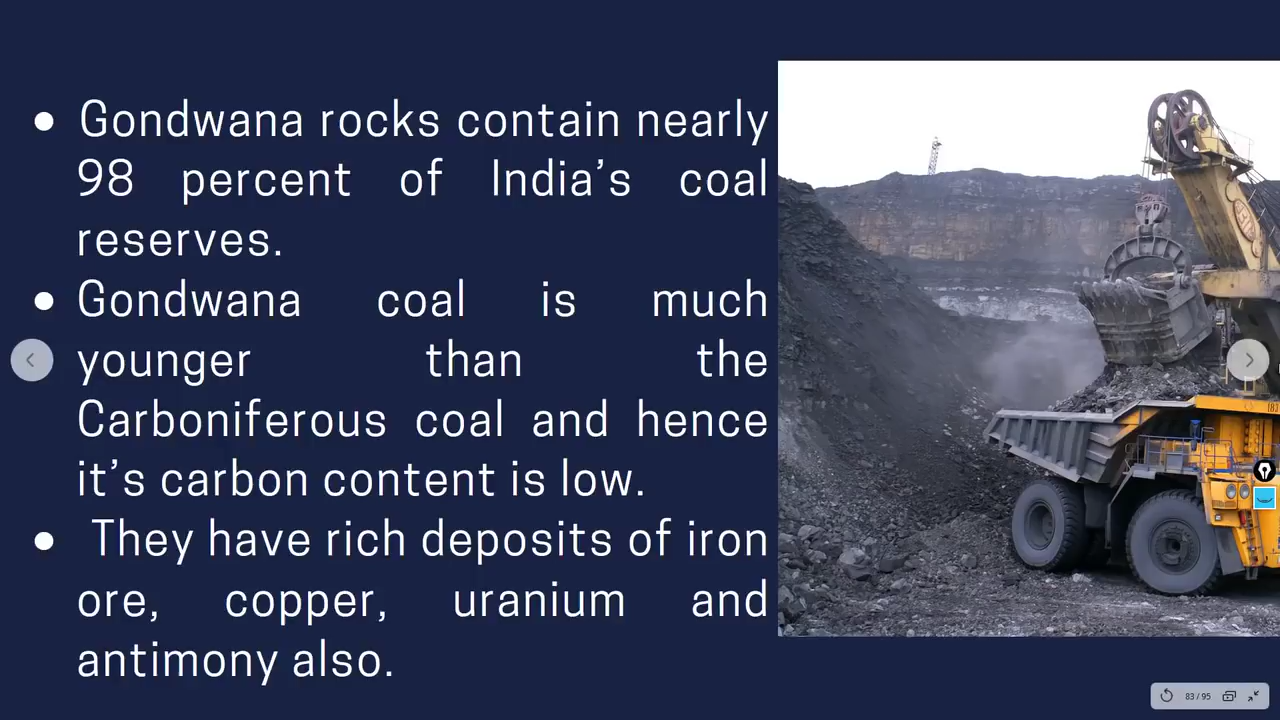 ● Gondwana rocks contain nearly
98 percent of India’s coal
reserves.
● Gondwana coal is much
younger than the
Carboniferous coal and hence
it’s carbon content is low.
● They have rich deposits of iron
ore, copper, uranium and
antimony also.
83 / 95